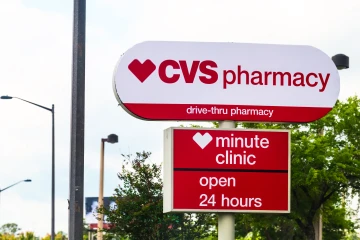 CVS pharmacy
drive-thru pharmacy
minute
clinic
open
24 hours